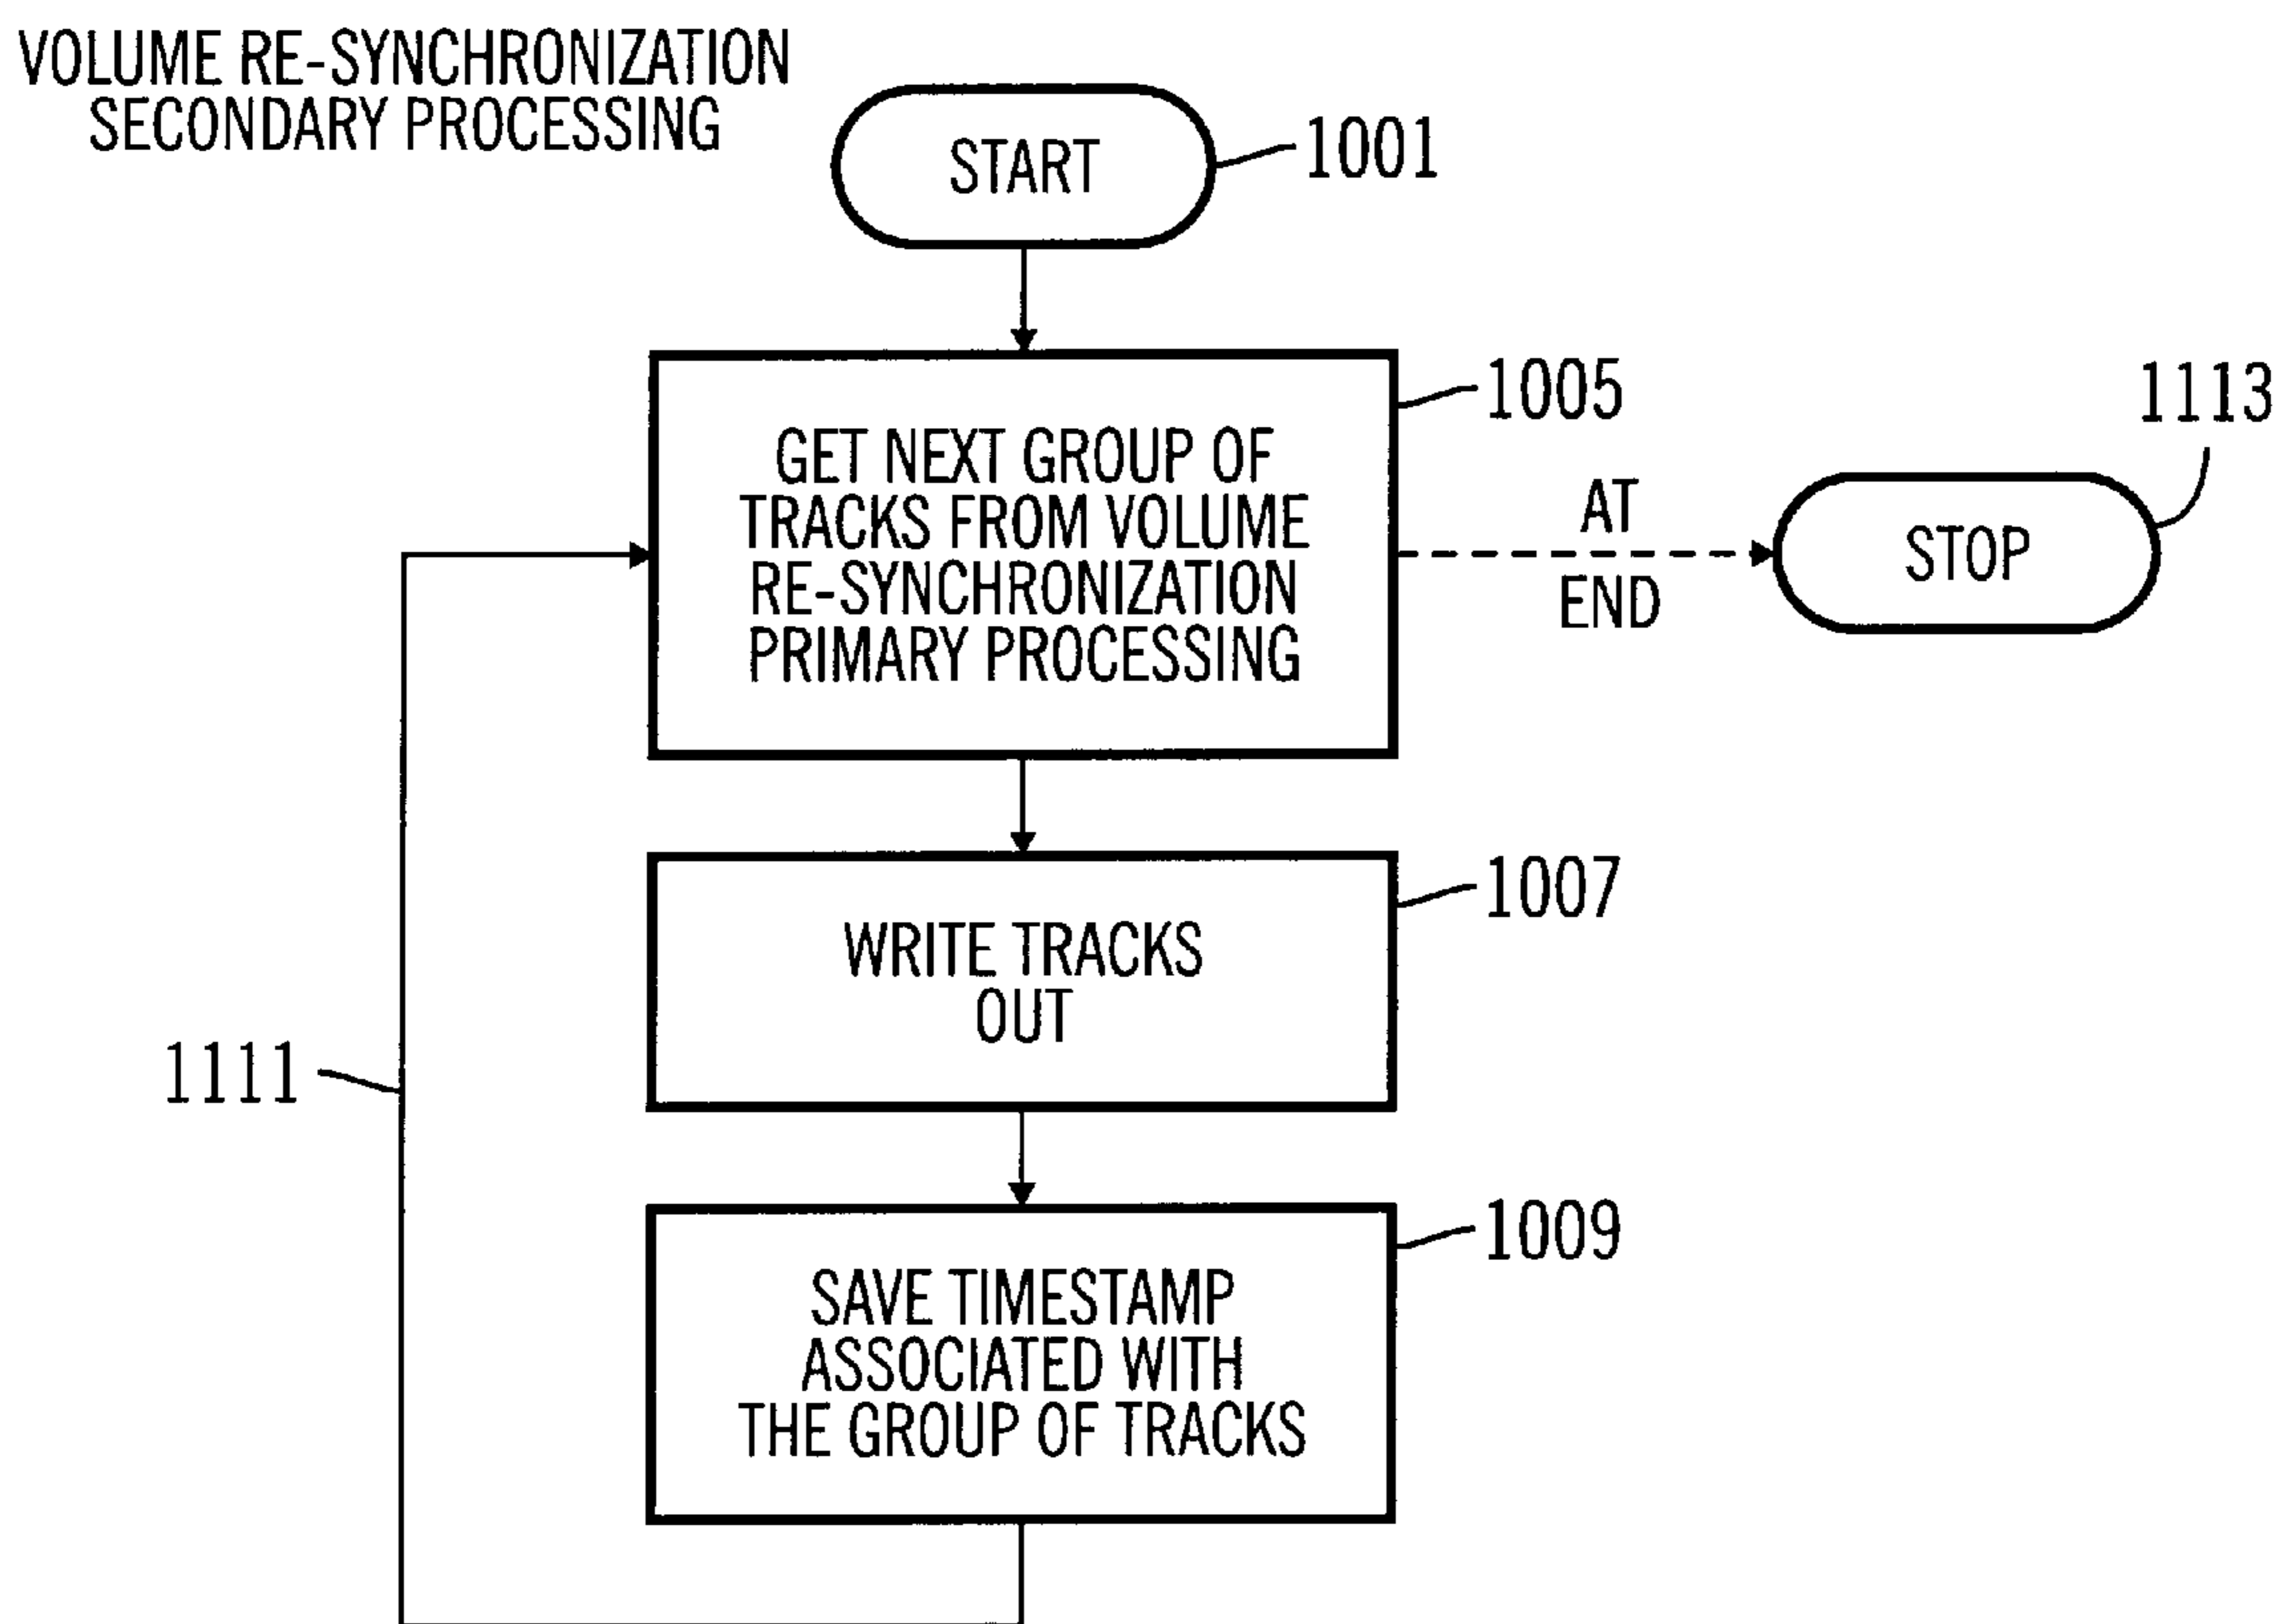 VOLUME RE-SYNCHRONIZATION
SECONDARY PROCESSING
START
1001
GET NEXT GROUP OF
TRACKS FROM VOLUME
RE-SYNCHRONIZATION
PRIMARY PROCESSING
1005
AT
END
STOP
1113
WRITE TRACKS
OUT
1007
1111
SAVE TIMESTAMP
ASSOCIATED WITH
THE GROUP OF TRACKS
1009